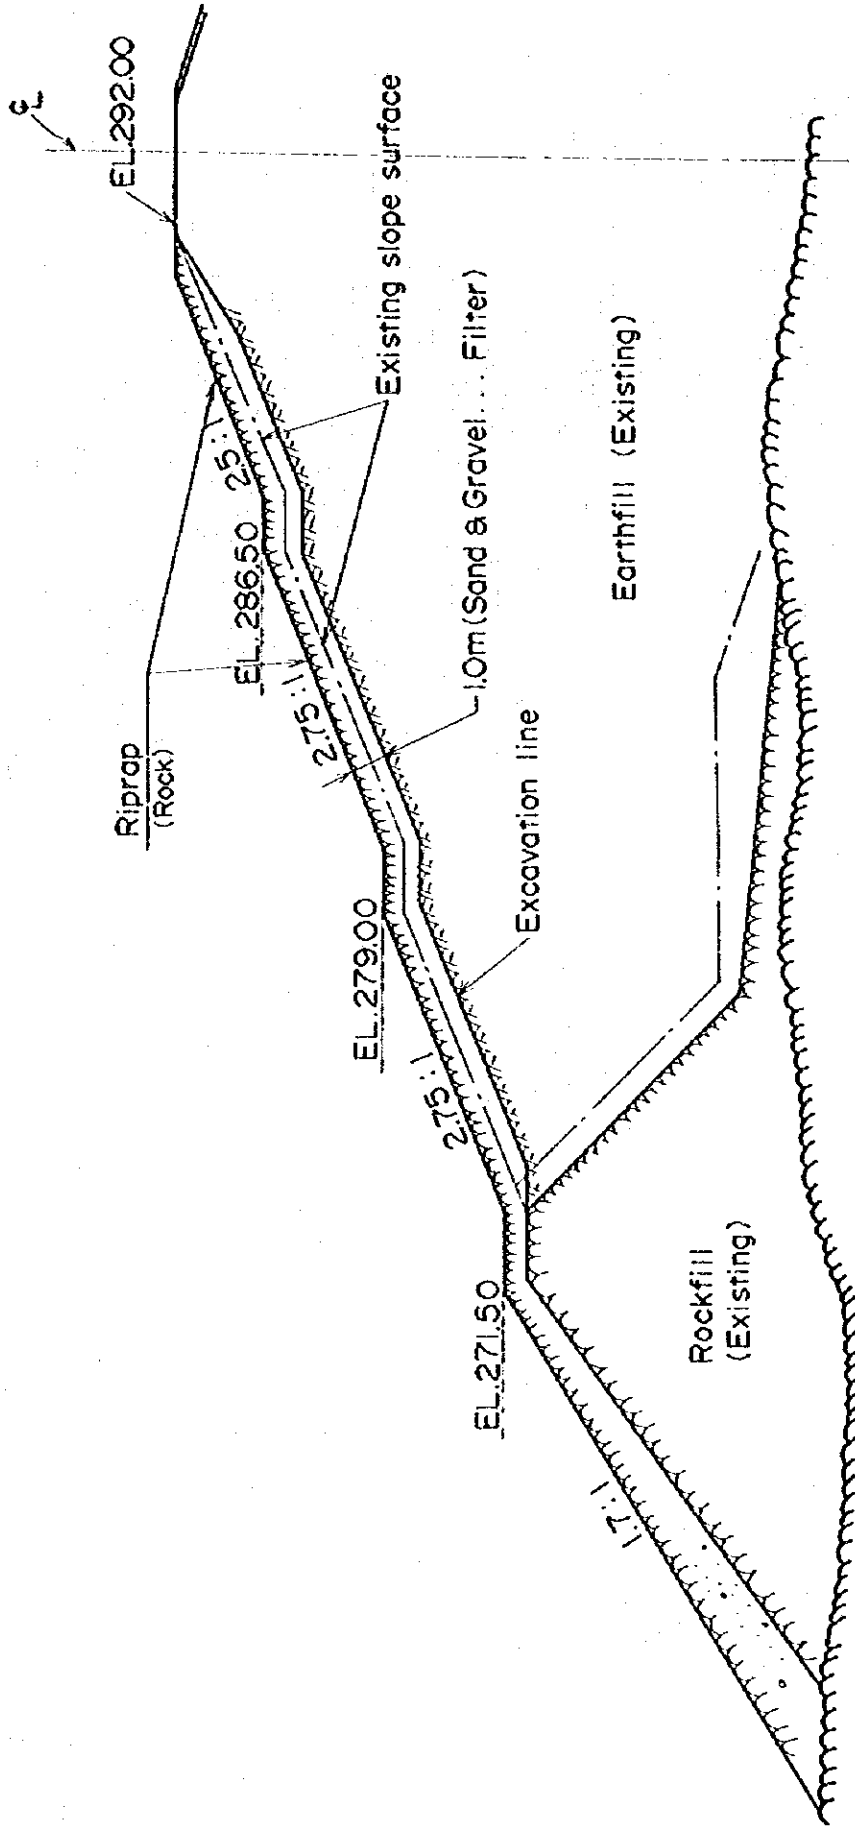 ℄
EL.292.00
Riprap
(Rock)
2.5 : 1
EL. 286.50
Existing slope surface
2.75 : 1
1.0m (Sand & Gravel... Filter)
EL.279.00
Excavation line
Earthfill (Existing)
2.75 : 1
EL.271.50
Rockfill
(Existing)
1.7 : 1